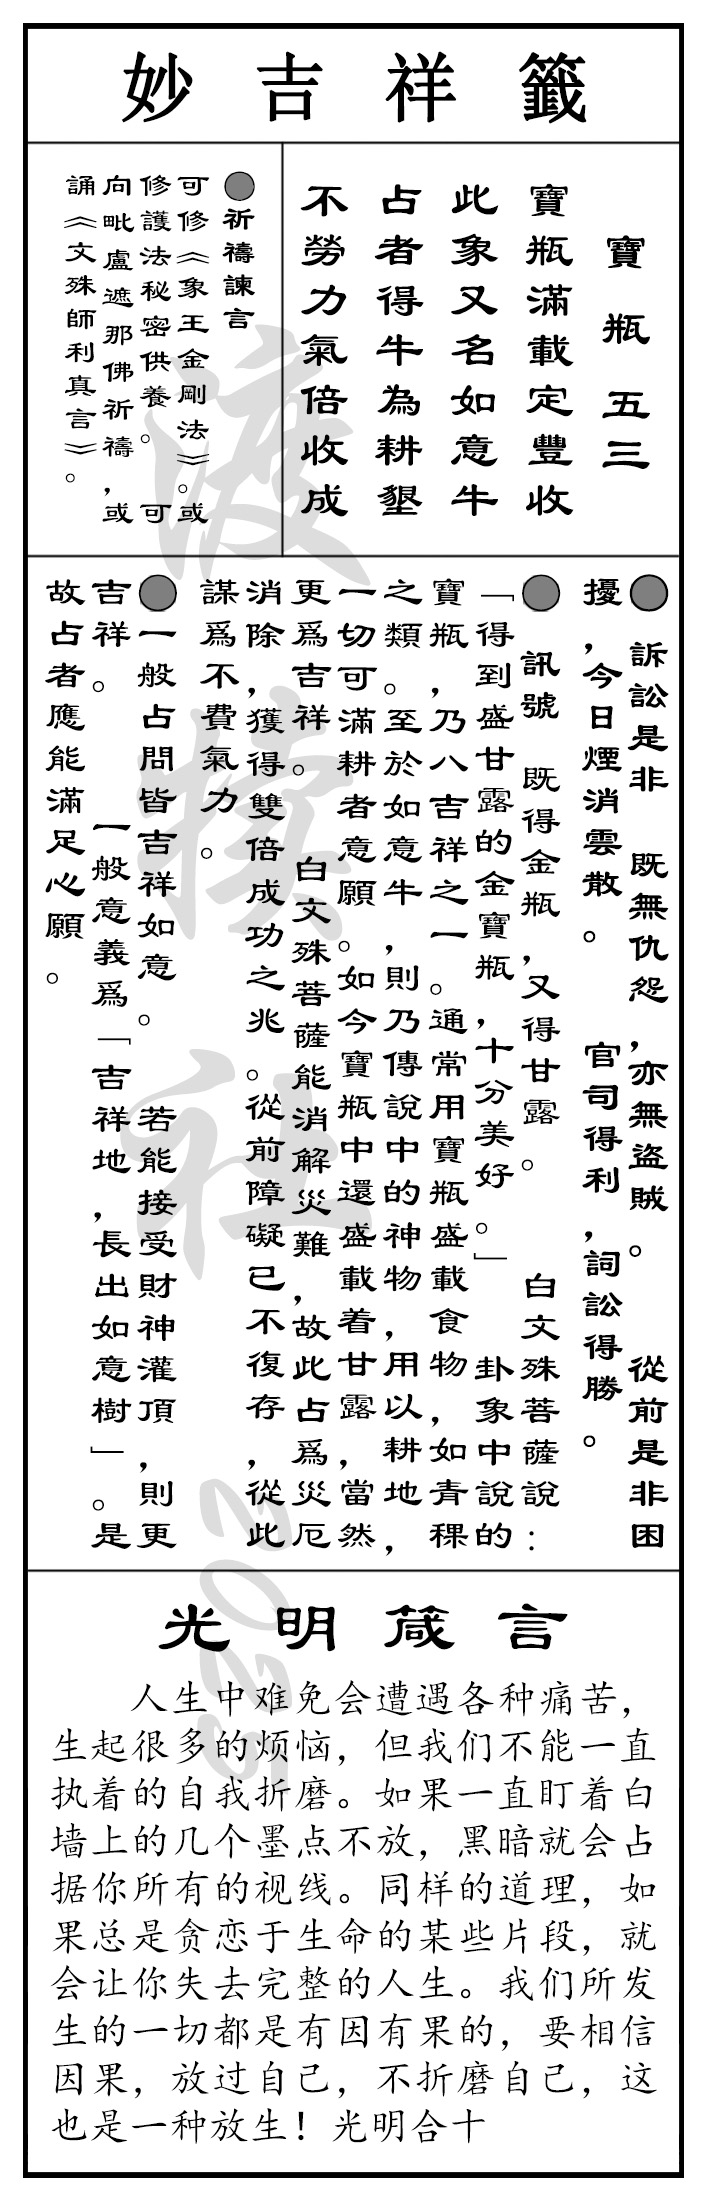 妙吉祥籤
寶瓶 五三
寶瓶滿載定豐收
此象又名如意牛
占者得牛為耕墾
不勞力氣倍收成
●祈禱諫言
可修《象王金剛法》。或
修護法秘密供養。 可
向毗盧遮那佛祈禱，或
誦《文殊師利真言》。
● 訴訟是非 既無仇怨，亦無盜賊。 從前是非困
擾，今日煙消雲散。 官司得利，詞訟得勝。
● 訊號 既得金瓶，又得甘露。 白文殊菩薩說：
「得到盛甘露的金寶瓶，十分美好。」 卦象中說的
寶瓶，乃八吉祥之一。通常用寶瓶盛載食物，如青稞
之類。至於如意牛，則乃傳說中的神物，用以耕地，
一切可滿耕者意願。如今寶瓶中還盛載着甘露，當然
更爲吉祥。 白文殊菩薩能消解災難，故此占爲災厄
消除，獲得雙倍成功之兆。從前障礙已不復存，從此
謀爲不費氣力。
●一般占問皆吉祥如意。 若能接受財神灌頂，則更
吉祥。 一般意義爲「吉祥地，長出如意樹」。是
故占者應能滿足心願。
光明箴言
人生中难免会遭遇各种痛苦，
生起很多的烦恼，但我们不能一直
执着的自我折磨。如果一直盯着白
墙上的几个墨点不放，黑暗就会占
据你所有的视线。同样的道理，如
果总是贪恋于生命的某些片段，就
会让你失去完整的人生。我们所发
生的一切都是有因有果的，要相信
因果，放过自己，不折磨自己，这
也是一种放生！光明合十
渡犊社 2025